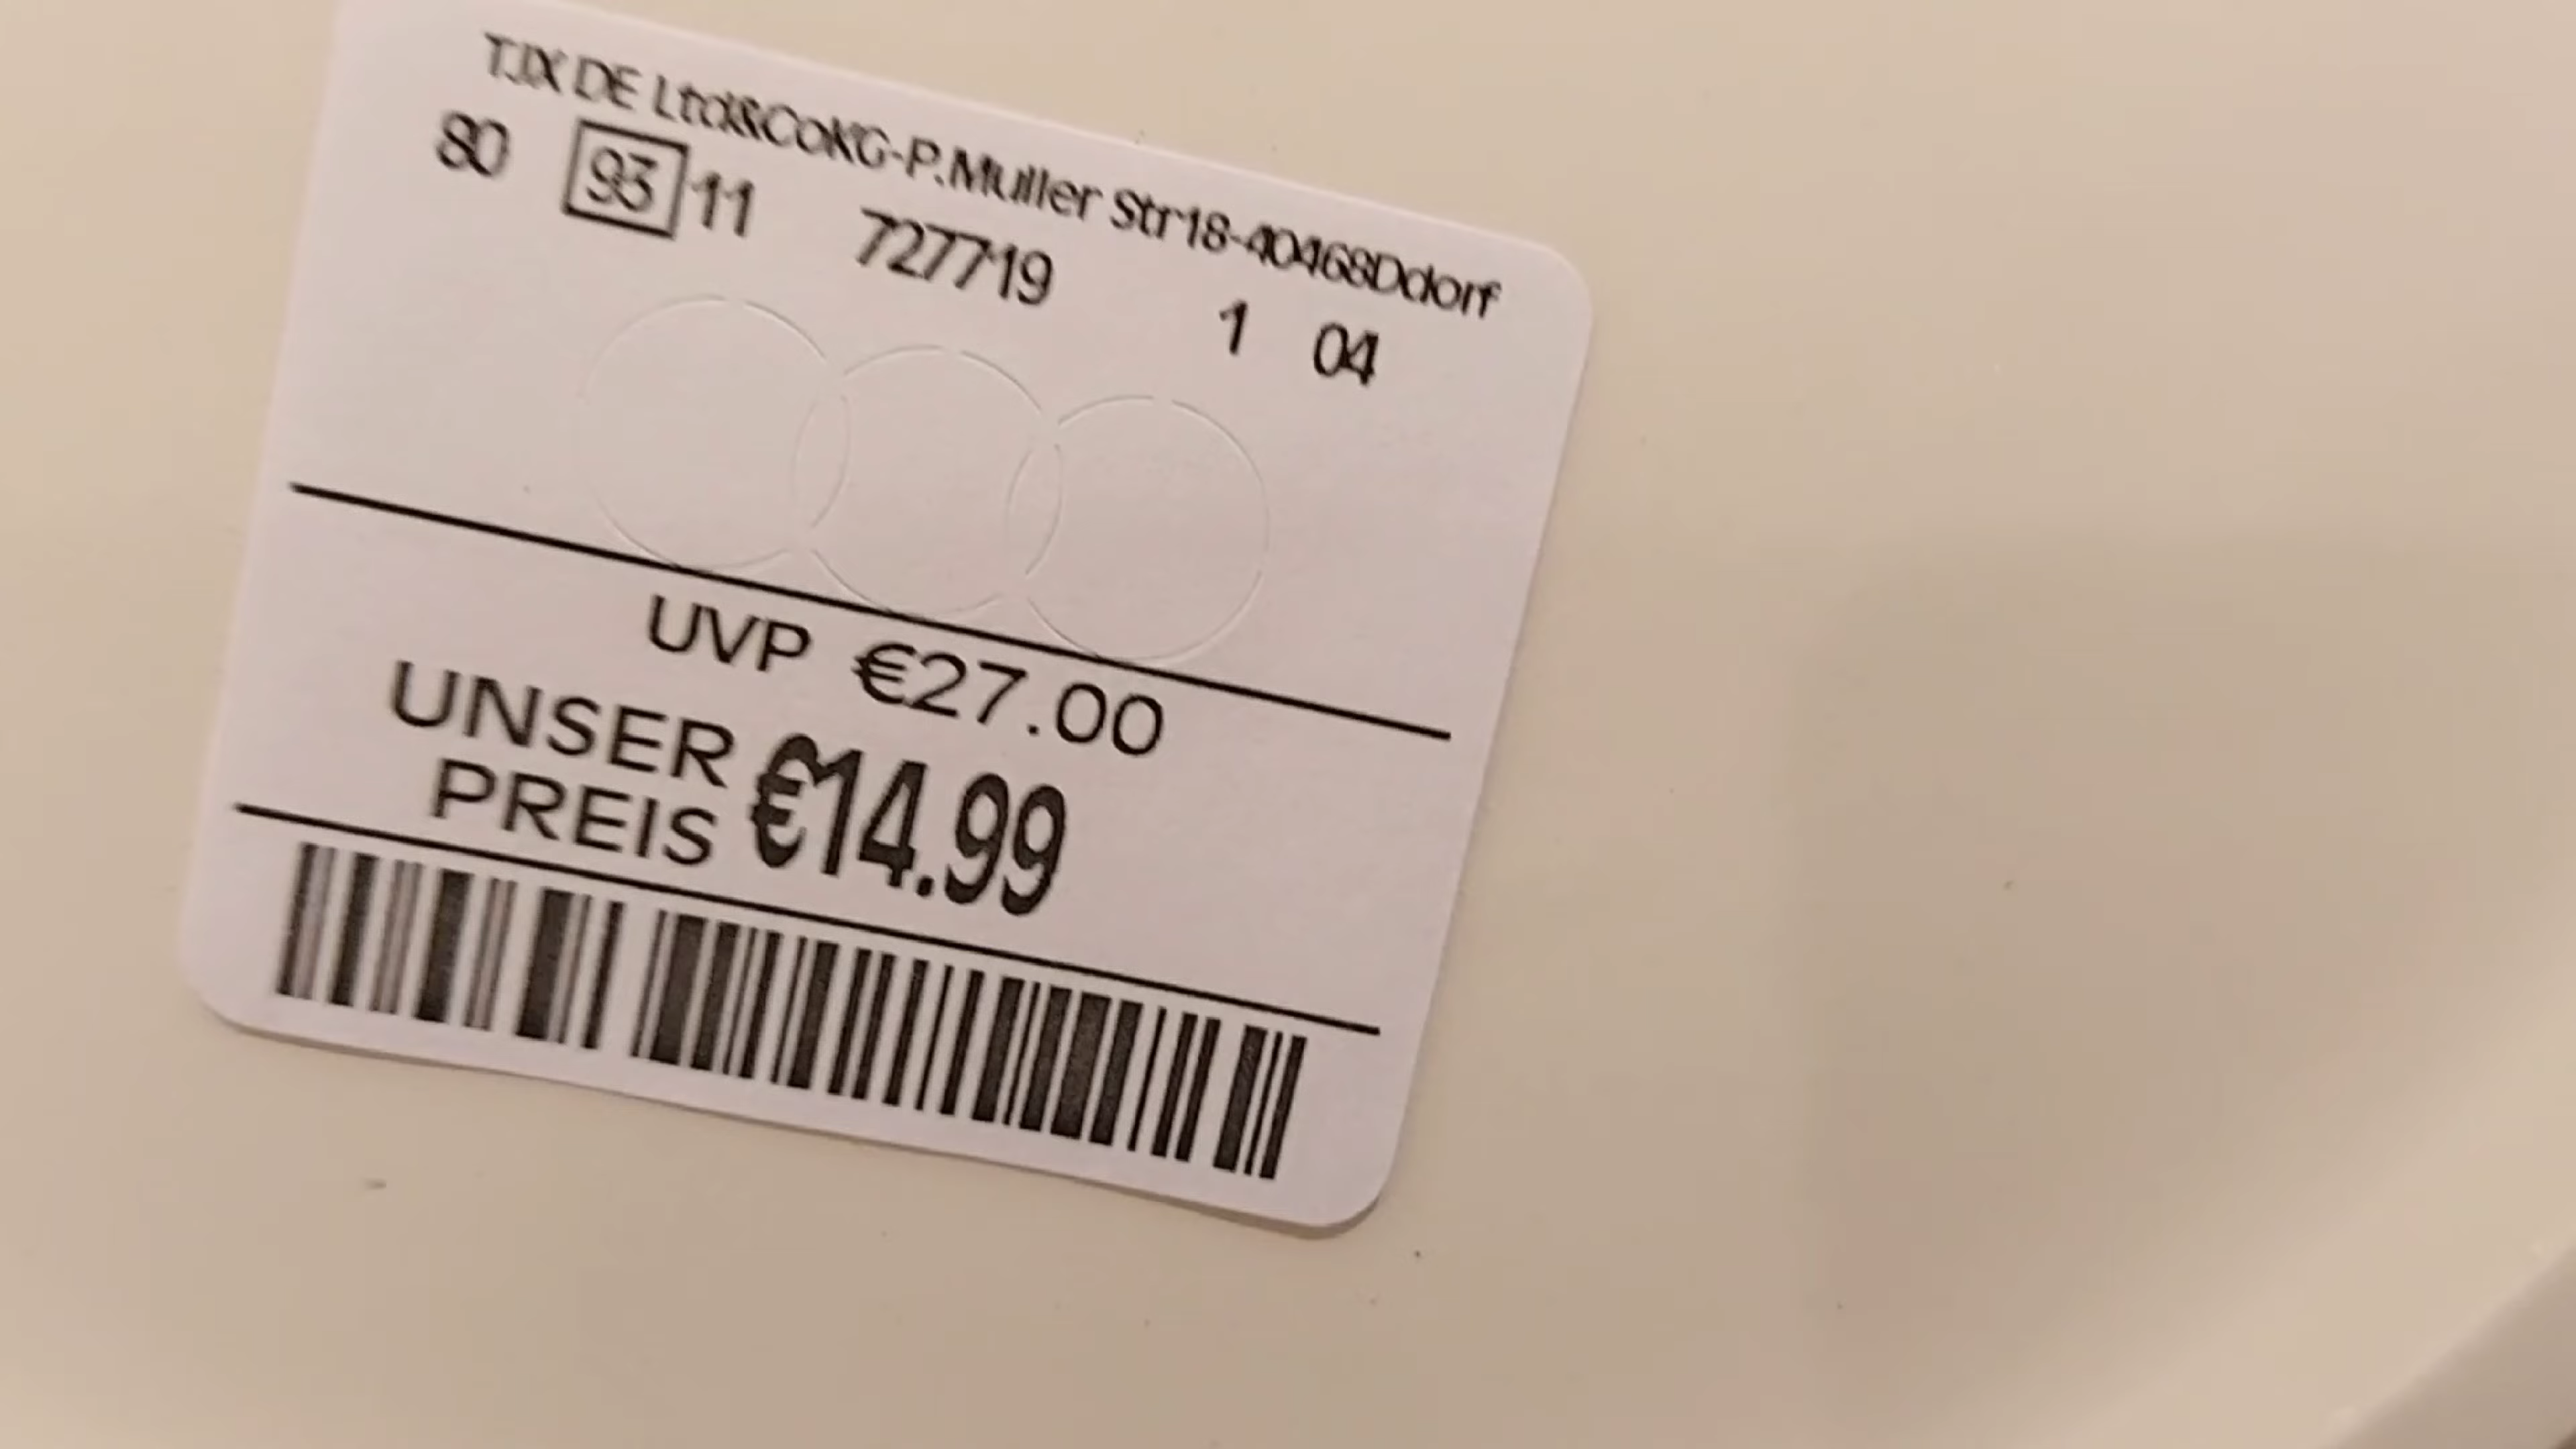 TJX DE Ltd&CoKG-P.Muller Str18-40468Ddorf
80 93 11 727719 1 04
UVP €27.00
UNSER
PREIS €14.99